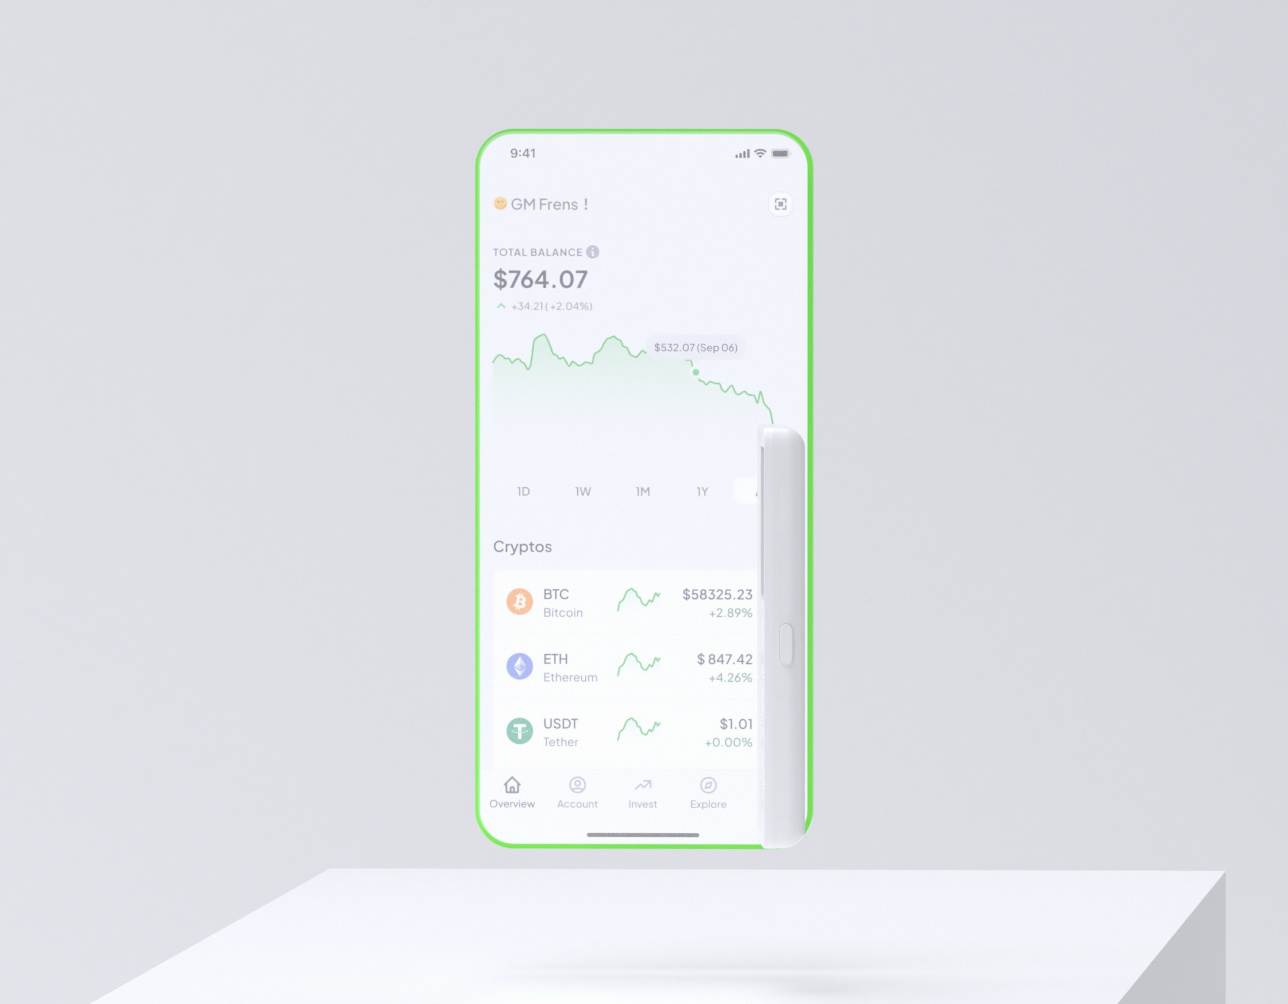 9:41
GM Frens !
TOTAL BALANCE
$764.07
+34.21 (+2.04%)
$532.07 (Sep 06)
1D 1W 1M 1Y
Cryptos
BTC $58325.23
Bitcoin +2.89%
ETH $ 847.42
Ethereum +4.26%
USDT $1.01
Tether +0.00%
Overview Account Invest Explore